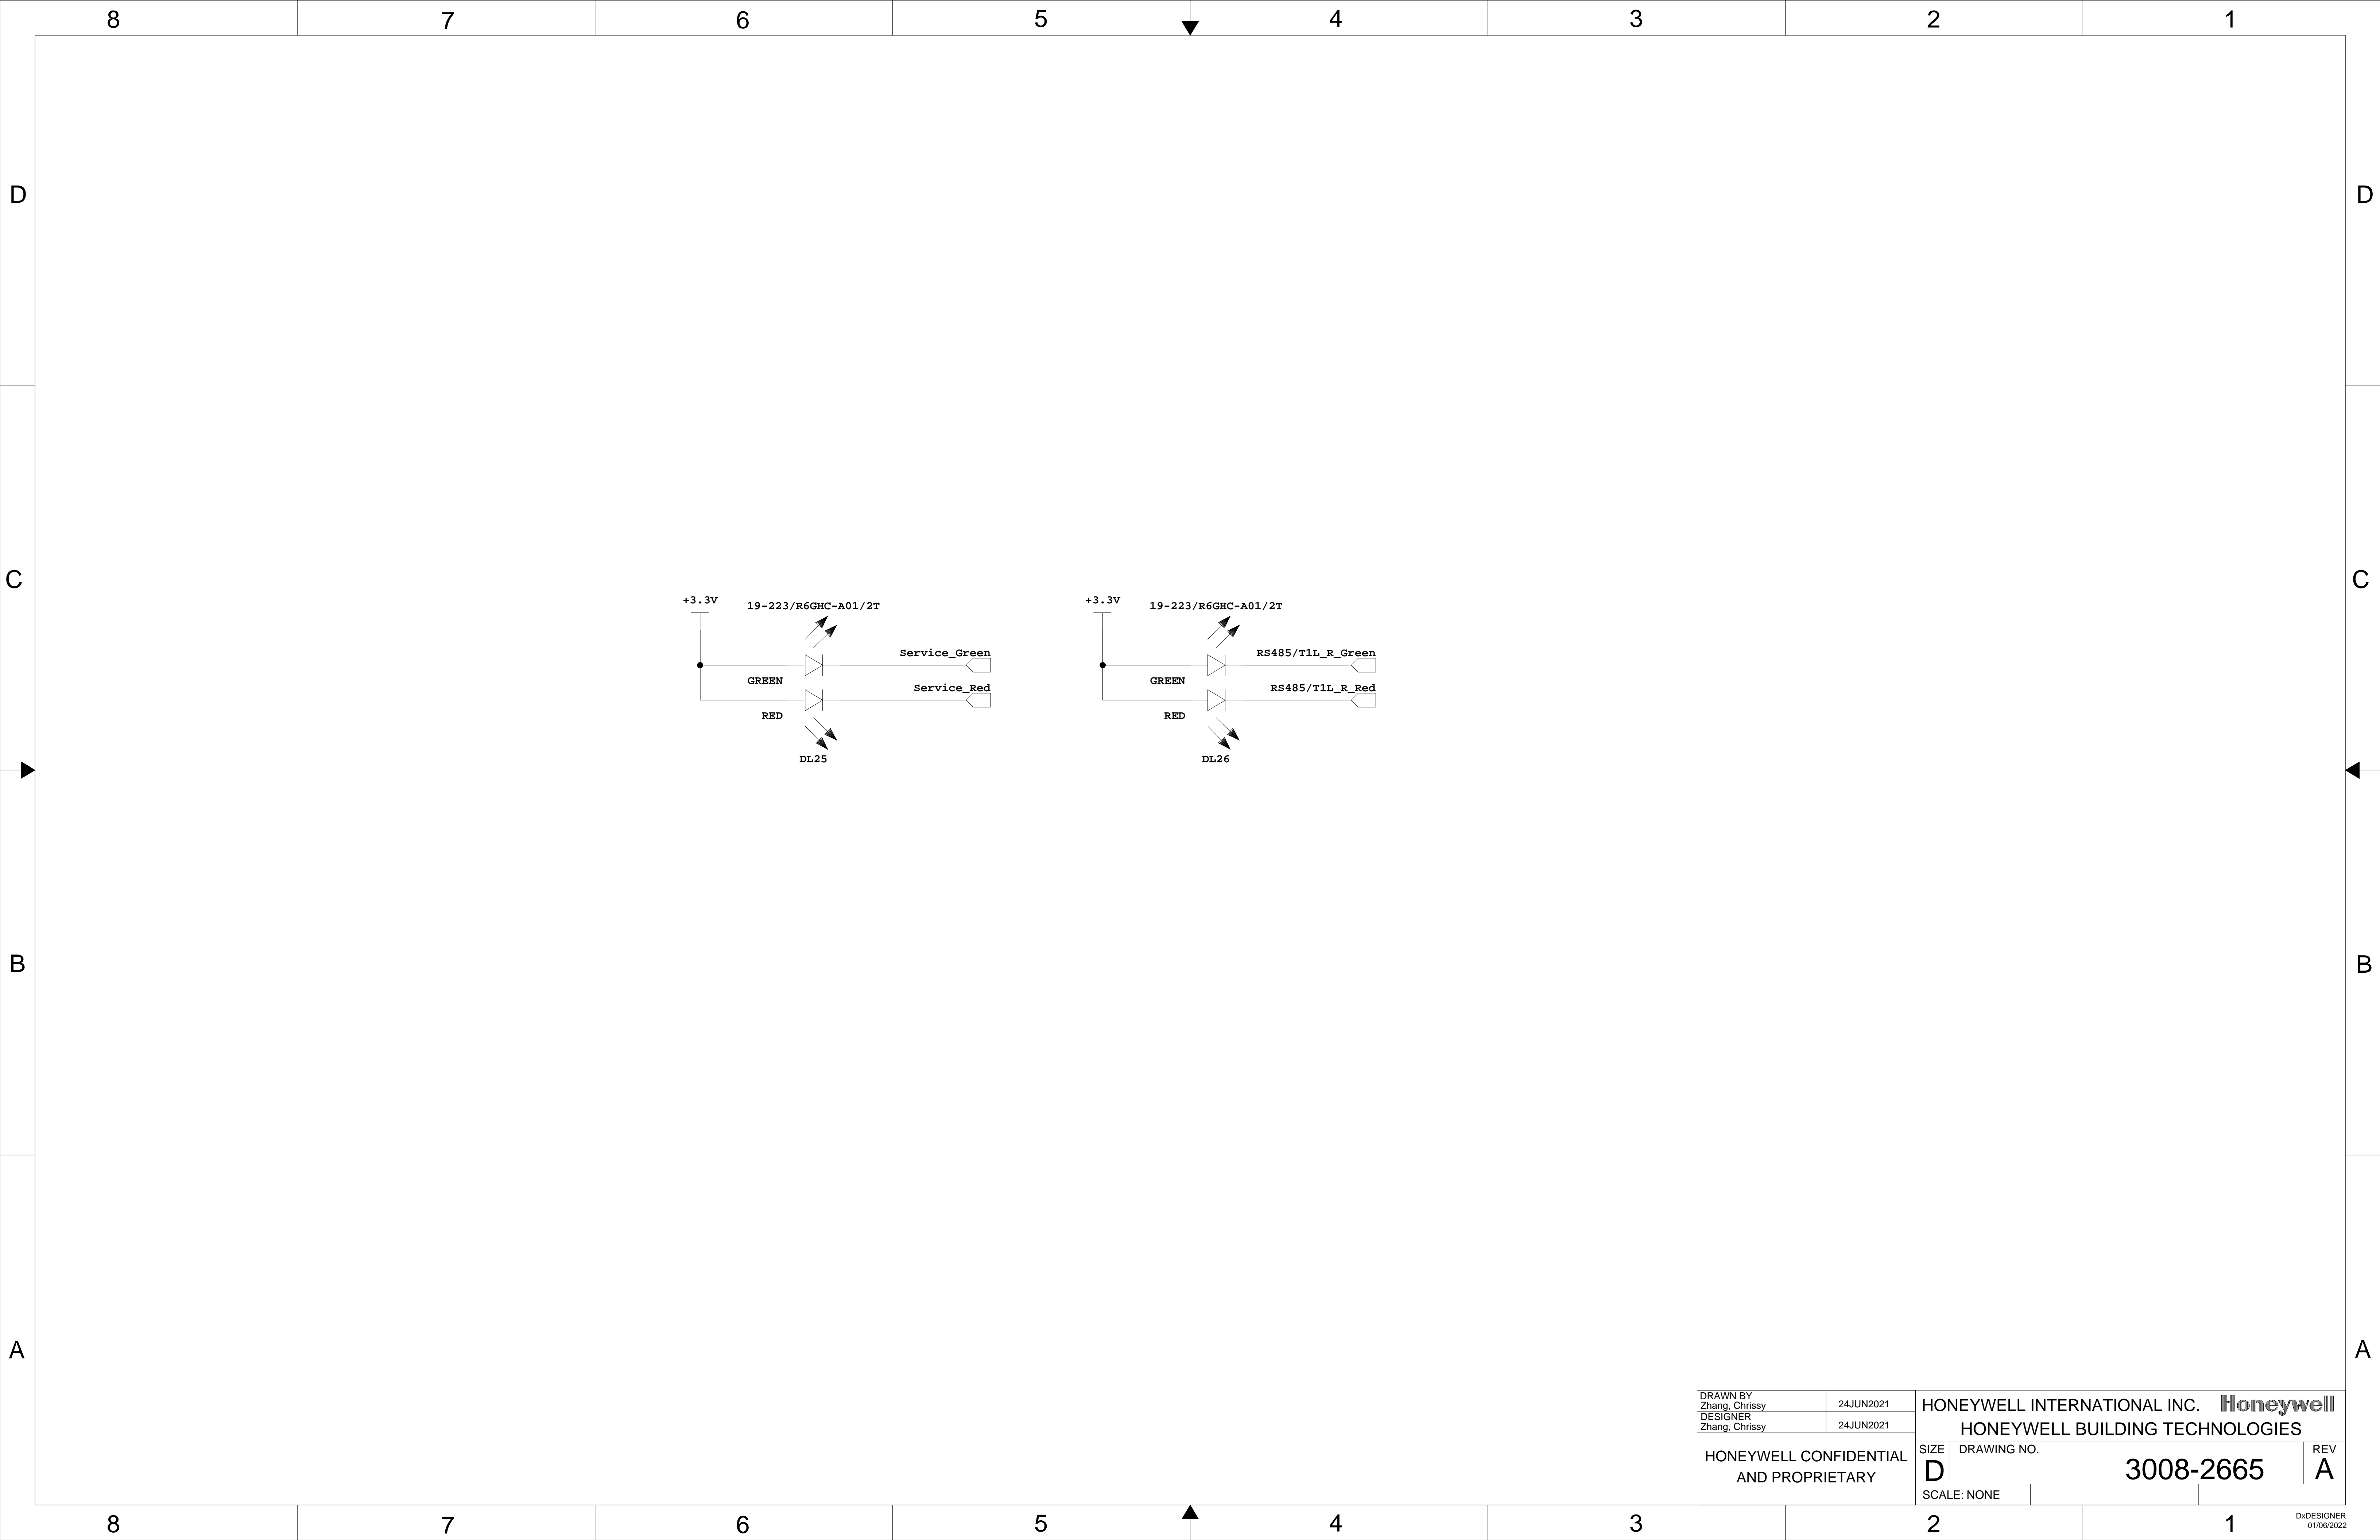 8 7 6 5 4 3 2 1
D D
C C
+3.3V 19-223/R6GHC-A01/2T
Service_Green
GREEN
Service_Red
RED
DL25
+3.3V 19-223/R6GHC-A01/2T
RS485/T1L_R_Green
GREEN
RS485/T1L_R_Red
RED
DL26
B B
A A
DRAWN BY
Zhang, Chrissy 24JUN2021
DESIGNER
Zhang, Chrissy 24JUN2021
HONEYWELL CONFIDENTIAL
AND PROPRIETARY
HONEYWELL INTERNATIONAL INC. Honeywell
HONEYWELL BUILDING TECHNOLOGIES
SIZE DRAWING NO. REV
D 3008-2665 A
SCALE: NONE
8 7 6 5 4 3 2 1
DxDESIGNER
01/06/2022